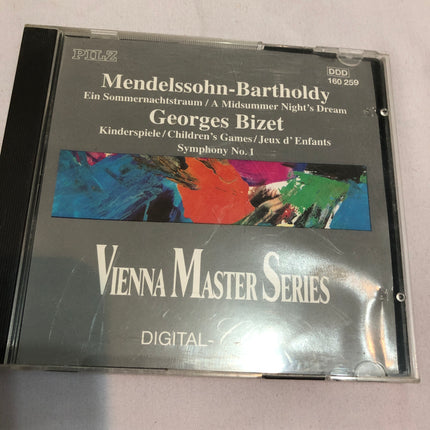 PILZ
DDD
160 259
Mendelssohn-Bartholdy
Ein Sommernachtstraum / A Midsummer Night's Dream
Georges Bizet
Kinderspiele / Children's Games / Jeux d' Enfants
Symphony No. 1
VIENNA MASTER SERIES
DIGITAL-